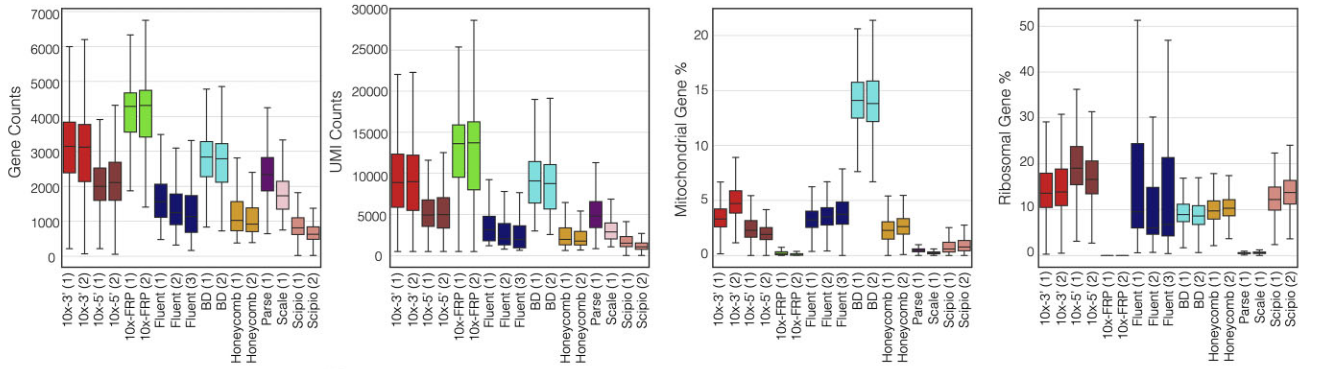 Gene Counts
7000
6000
5000
4000
3000
2000
1000
0
10x-3' (1)
10x-3' (2)
10x-5' (1)
10x-5' (2)
10x-FRP (1)
10x-FRP (2)
Fluent (1)
Fluent (2)
Fluent (3)
BD (1)
BD (2)
Honeycomb (1)
Honeycomb (2)
Parse (1)
Scale (1)
Scipio (1)
Scipio (2)
UMI Counts
30000
25000
20000
15000
10000
5000
0
10x-3' (1)
10x-3' (2)
10x-5' (1)
10x-5' (2)
10x-FRP (1)
10x-FRP (2)
Fluent (1)
Fluent (2)
Fluent (3)
BD (1)
BD (2)
Honeycomb (1)
Honeycomb (2)
Parse (1)
Scale (1)
Scipio (1)
Scipio (2)
Mitochondrial Gene %
20
15
10
5
0
10x-3' (1)
10x-3' (2)
10x-5' (1)
10x-5' (2)
10x-FRP (1)
10x-FRP (2)
Fluent (1)
Fluent (2)
Fluent (3)
BD (1)
BD (2)
Honeycomb (1)
Honeycomb (2)
Parse (1)
Scale (1)
Scipio (1)
Scipio (2)
Ribosomal Gene %
50
40
30
20
10
0
10x-3' (1)
10x-3' (2)
10x-5' (1)
10x-5' (2)
10x-FRP (1)
10x-FRP (2)
Fluent (1)
Fluent (2)
Fluent (3)
BD (1)
BD (2)
Honeycomb (1)
Honeycomb (2)
Parse (1)
Scale (1)
Scipio (1)
Scipio (2)